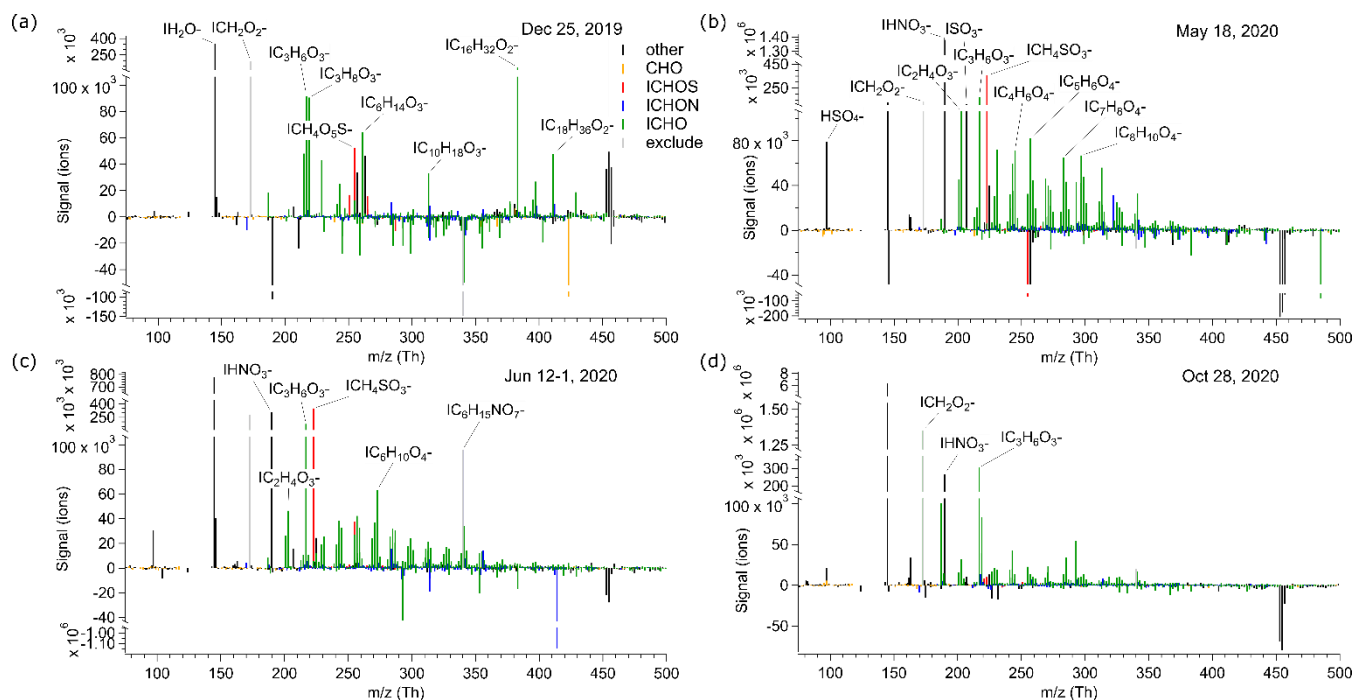 (a)
Dec 25, 2019
IH2O-
ICH2O2-
IC3H6O3-
IC3H8O3-
ICH4O5S-
IC6H14O3-
IC10H18O3-
IC16H32O2-
IC18H36O2-
other
CHO
ICHOS
ICHON
ICHO
exclude
Signal (ions)
400
250
x 10^3
100 x 10^3
80
60
40
20
0
-20
-40
-100
-150
x 10^3
100 150 200 250 300 350 400 450 500
m/z (Th)
(b)
May 18, 2020
HSO4-
ICH2O2-
IHNO3-
ISO3-
IC2H4O3-
IC3H6O3-
ICH4SO3-
IC4H6O4-
IC5H6O4-
IC7H8O4-
IC8H10O4-
Signal (ions)
1.40
1.30
x 10^6
450
250
x 10^3
80 x 10^3
40
0
-40
-100
-200
x 10^3
100 150 200 250 300 350 400 450 500
m/z (Th)
(c)
Jun 12-1, 2020
IHNO3-
IC3H6O3-
ICH4SO3-
IC2H4O3-
IC6H10O4-
IC6H15NO7-
Signal (ions)
800
700
x 10^3
400
250
x 10^3
100 x 10^3
80
60
40
20
0
-20
-40
-1.00
-1.10
x 10^6
100 150 200 250 300 350 400 450 500
m/z (Th)
(d)
Oct 28, 2020
ICH2O2-
IHNO3-
IC3H6O3-
Signal (ions)
8
6
x 10^6
1.50
1.25
x 10^6
300
200
x 10^3
100 x 10^3
50
0
-50
100 150 200 250 300 350 400 450 500
m/z (Th)